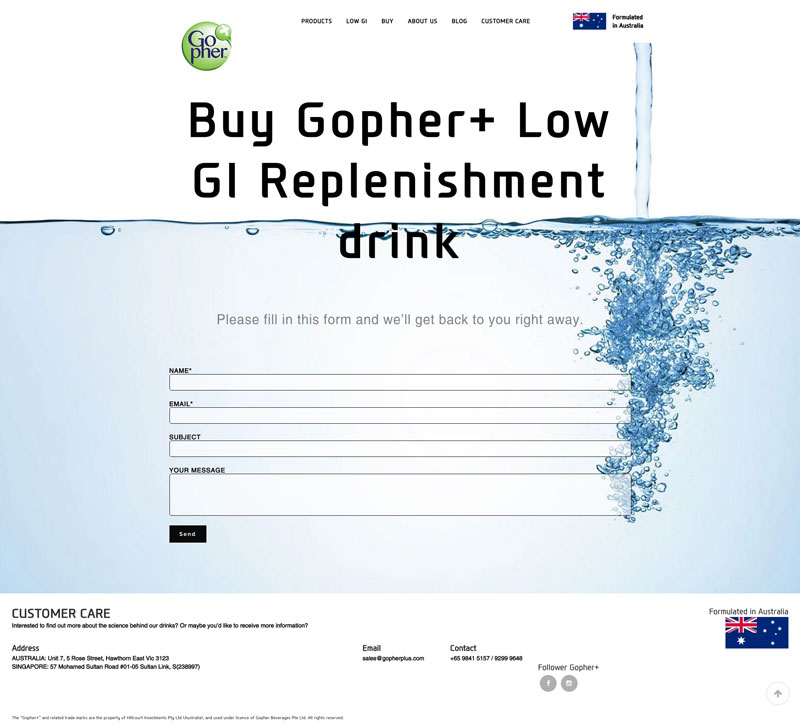 PRODUCTS LOW GI BUY ABOUT US BLOG CUSTOMER CARE
Formulated
in Australia
Go
pher
Buy Gopher+ Low
GI Replenishment
drink
Please fill in this form and we'll get back to you right away.
NAME*
EMAIL*
SUBJECT
YOUR MESSAGE
Send
CUSTOMER CARE
Interested to find out more about the science behind our drinks? Or maybe you'd like to receive more information?
Formulated in Australia
Address
AUSTRALIA: Unit 7, 5 Rose Street, Hawthorn East Vic 3123
SINGAPORE: 57 Mohamed Sultan Road #01-05 Sultan Link, S(238997)
Email
sales@gopherplus.com
Contact
+65 9841 5157 / 9299 9648
Follower Gopher+
The "Gopher+" and related trade marks are the property of Hillcourt Investments Pty Ltd (Australia), and used under licence of Gopher Beverages Pte Ltd. All rights reserved.